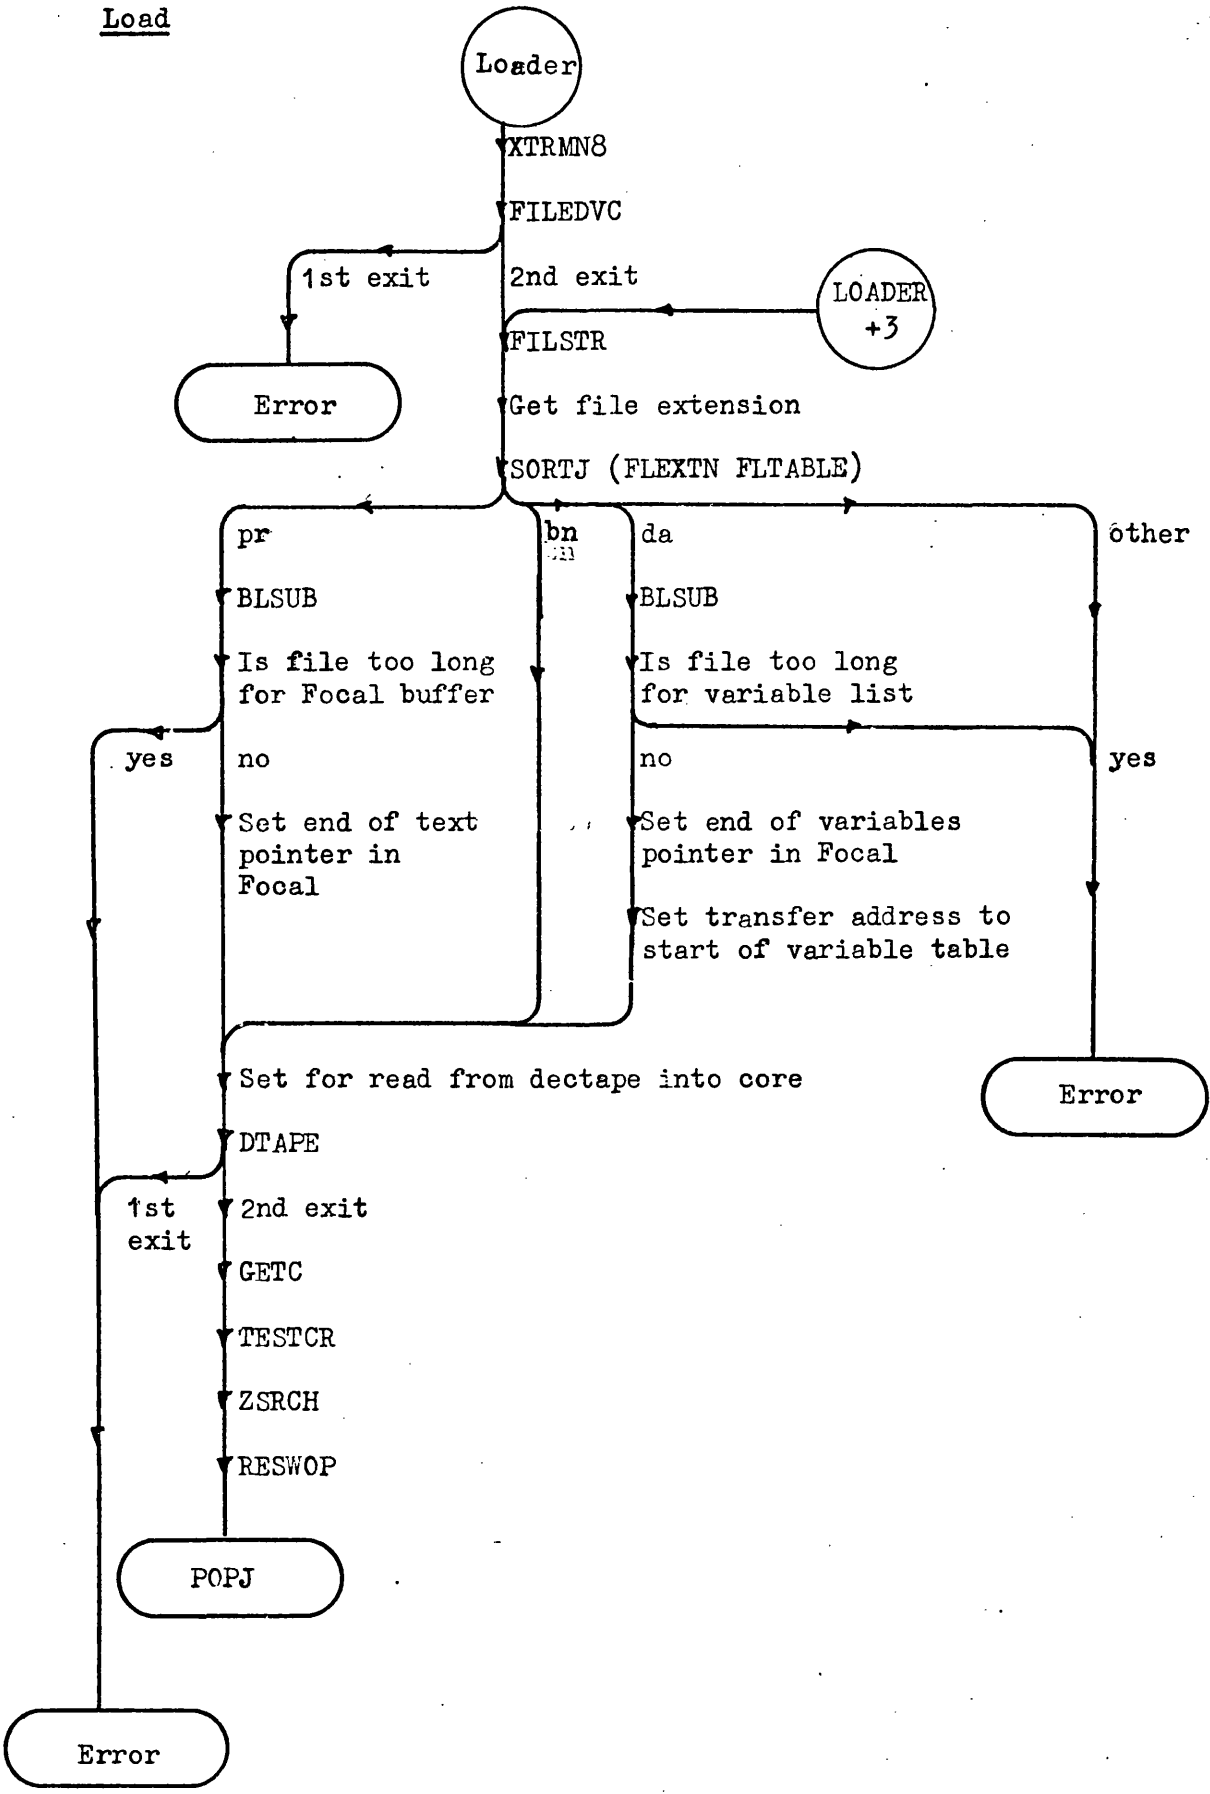 Load
Loader
XTRMN8
FILEDVC
1st exit
2nd exit
LOADER
+3
FILSTR
Error
Get file extension
SORTJ (FLEXTN FLTABLE)
pr
bn
da
other
BLSUB
BLSUB
Is file too long
for Focal buffer
Is file too long
for variable list
yes
no
no
yes
Set end of text
pointer in
Focal
Set end of variables
pointer in Focal
Set transfer address to
start of variable table
Set for read from dectape into core
Error
DTAPE
1st
exit
2nd exit
GETC
TESTCR
ZSRCH
RESWOP
POPJ
Error